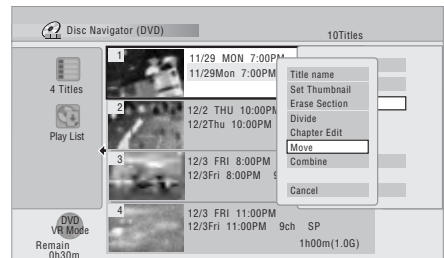 Disc Navigator (DVD)
10Titles
4 Titles
Play List
DVD
VR Mode
Remain
0h30m
1
11/29 MON 7:00PM
11/29Mon 7:00PM
2
12/2 THU 10:00PM
12/2Thu 10:00PM
3
12/3 FRI 8:00PM
12/3Fri 8:00PM 9
4
12/3 FRI 11:00PM
12/3Fri 11:00PM 9ch SP
1h00m(1.0G)
Title name
Set Thumbnail
Erase Section
Divide
Chapter Edit
Move
Combine
Cancel